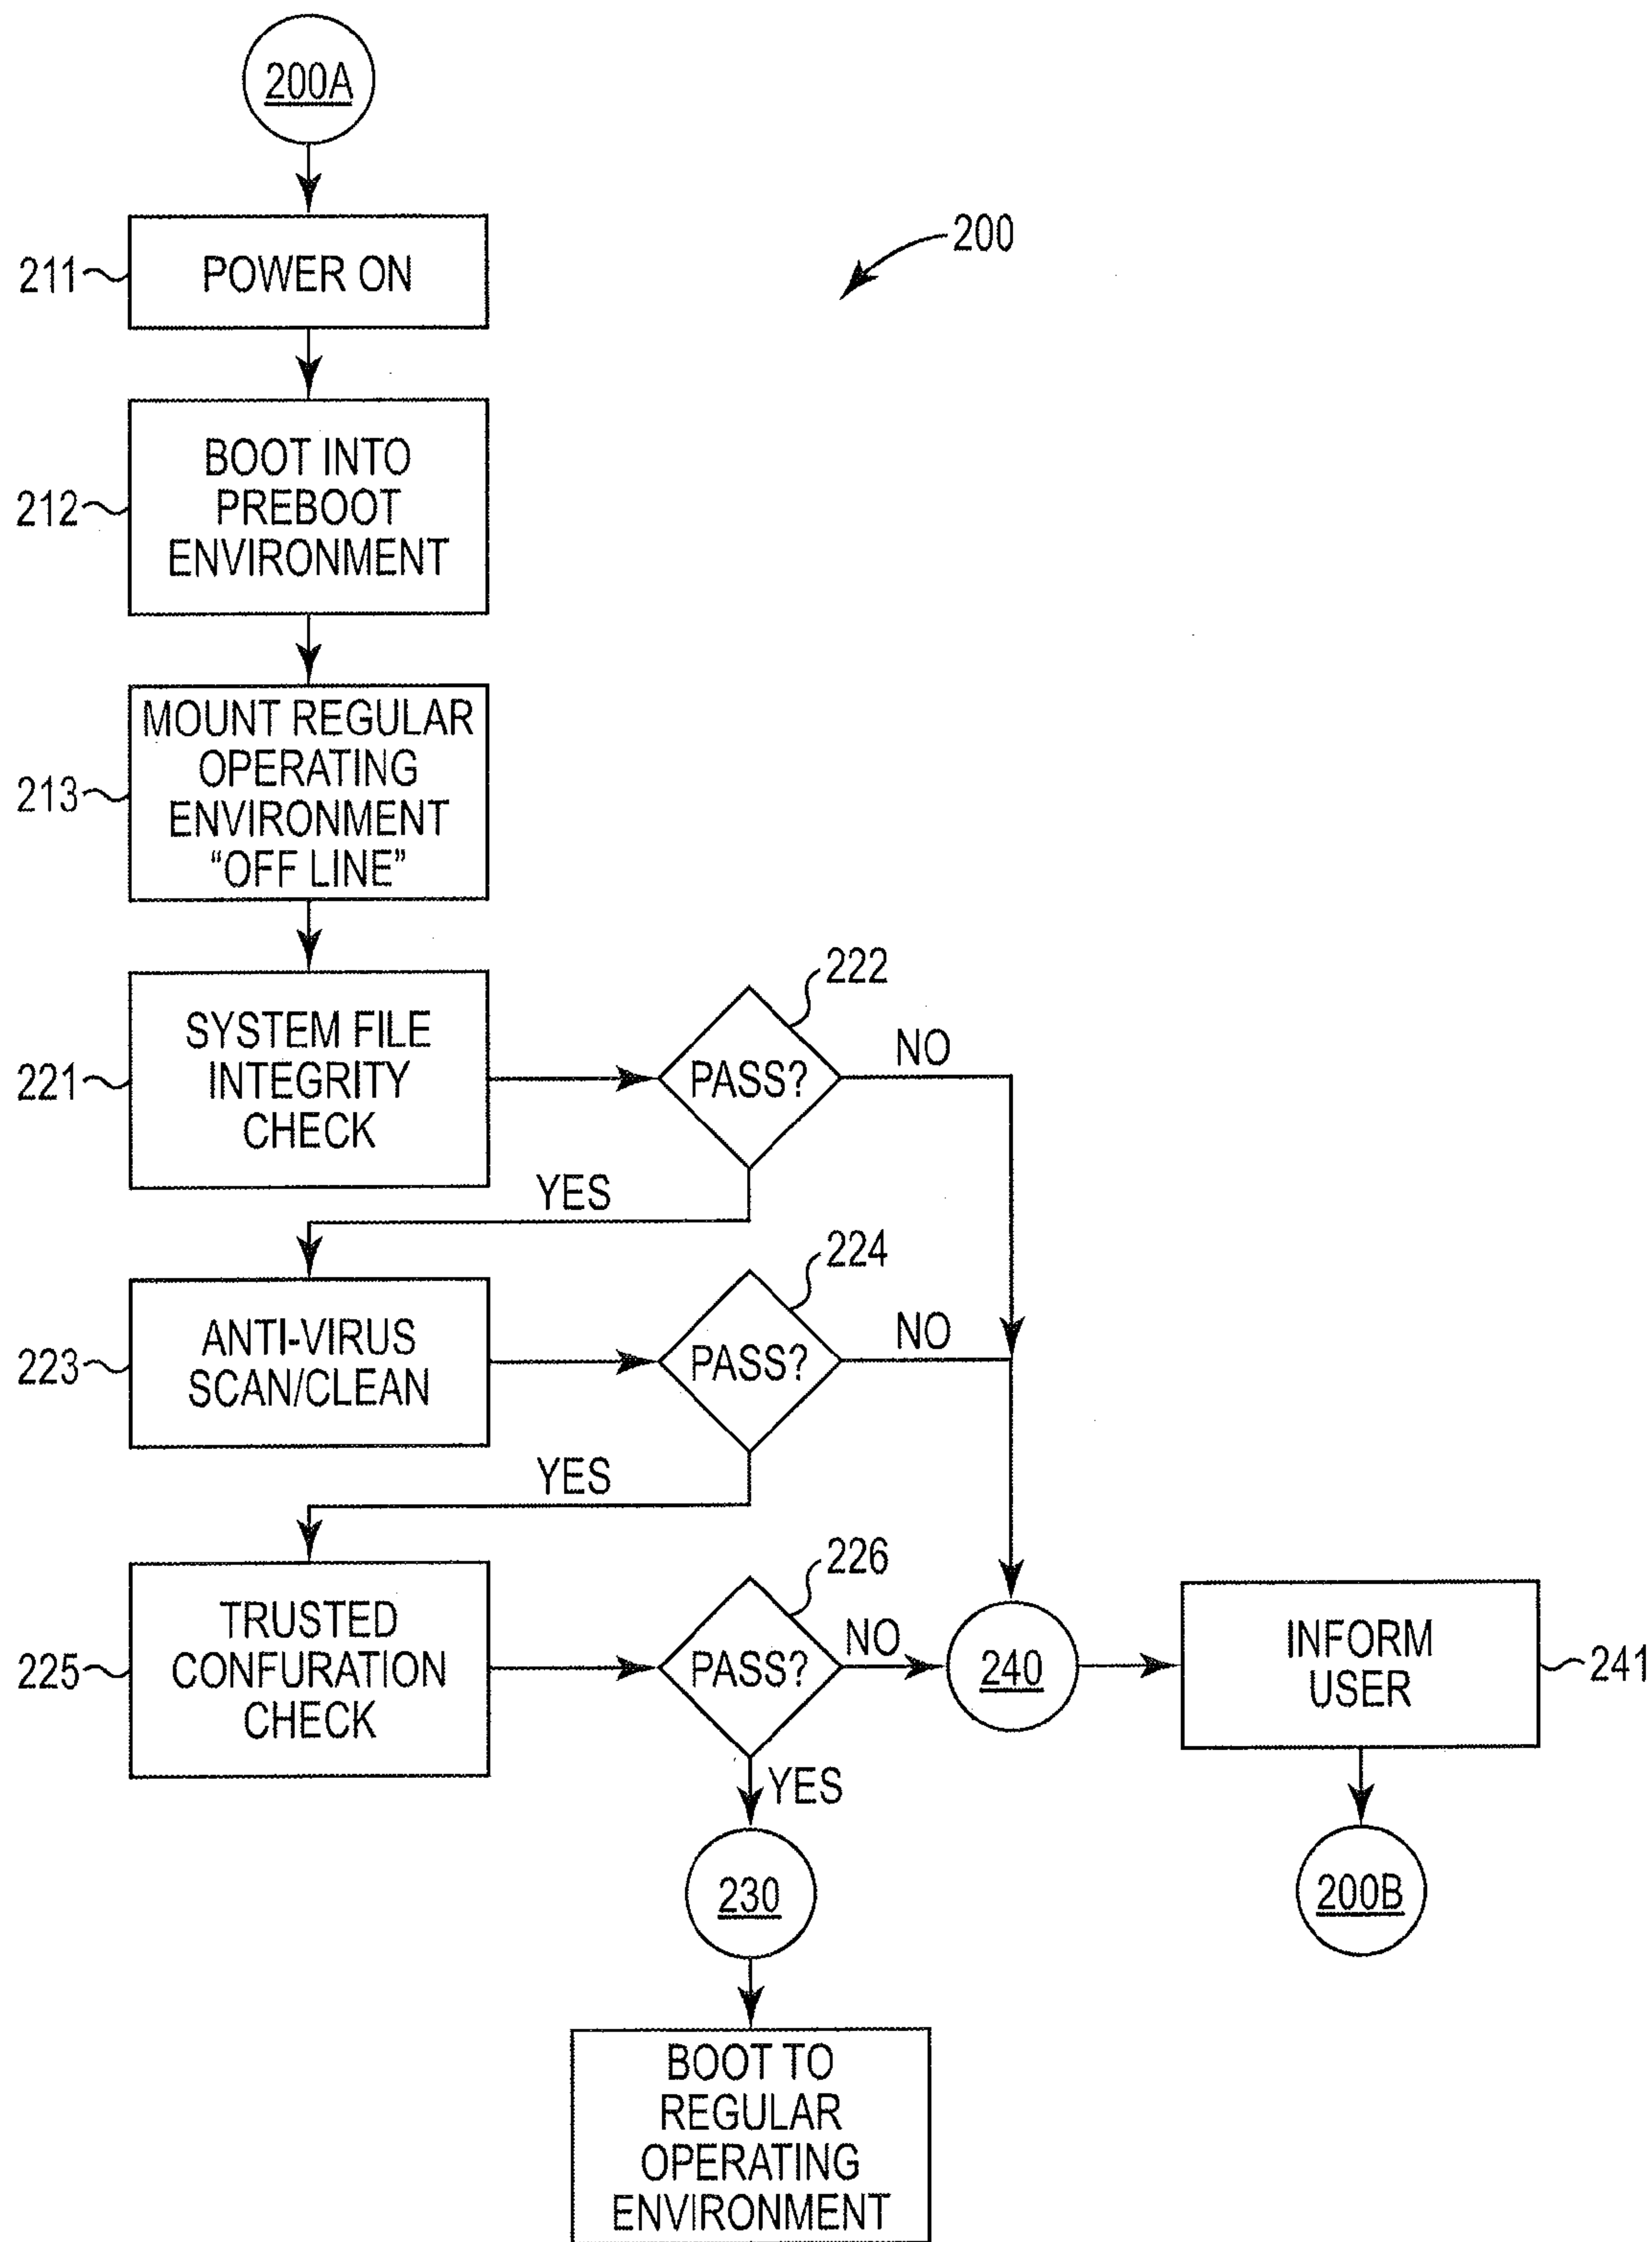 200A
200
211
POWER ON
212
BOOT INTO
PREBOOT
ENVIRONMENT
213
MOUNT REGULAR
OPERATING
ENVIRONMENT
“OFF LINE”
221
SYSTEM FILE
INTEGRITY
CHECK
222
PASS?
NO
YES
223
ANTI-VIRUS
SCAN/CLEAN
224
PASS?
NO
YES
225
TRUSTED
CONFURATION
CHECK
226
PASS?
NO
YES
240
INFORM
USER
241
230
200B
BOOT TO
REGULAR
OPERATING
ENVIRONMENT